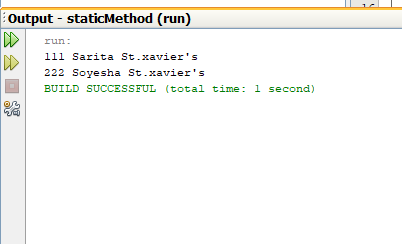 Output - staticMethod (run)
run:
111 Sarita St.xavier's
222 Soyesha St.xavier's
BUILD SUCCESSFUL (total time: 1 second)